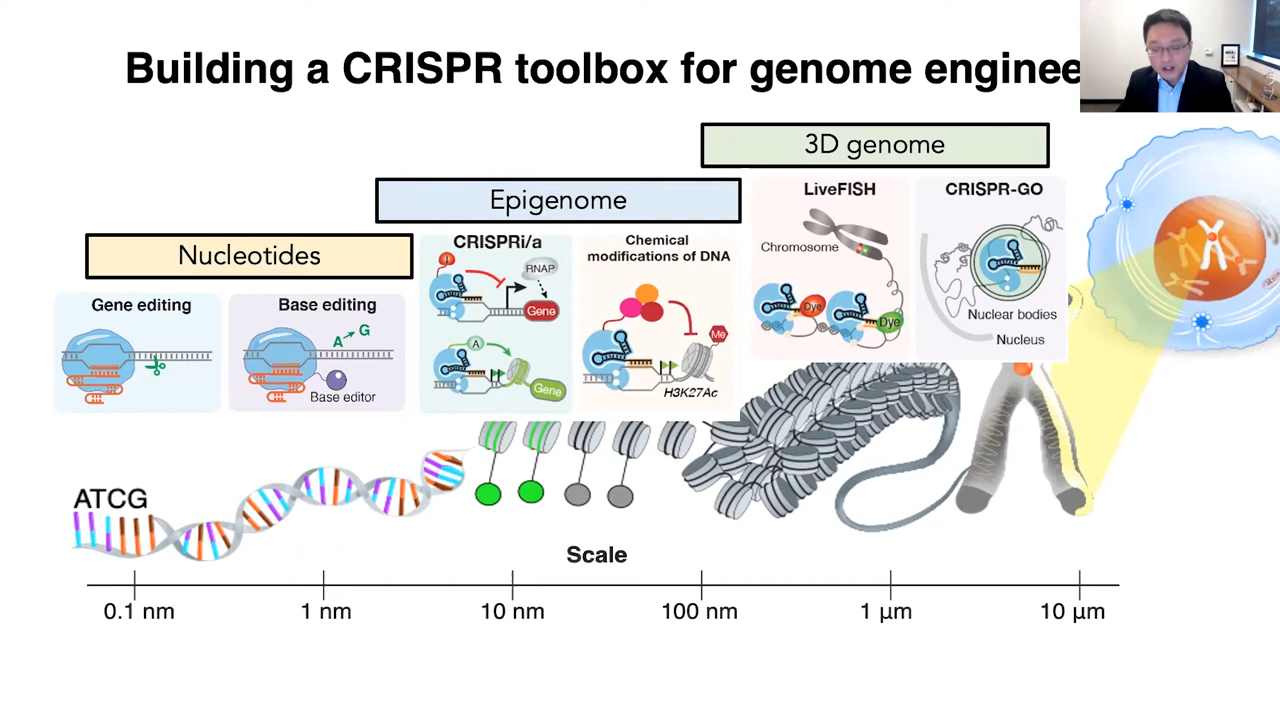 Building a CRISPR toolbox for genome enginee
3D genome
Epigenome
Nucleotides
LiveFISH
Chromosome
Dye
Dye
CRISPR-GO
Nuclear bodies
Nucleus
CRISPRi/a
RNAP
Gene
A
Gene
Chemical
modifications of DNA
Me
H3K27Ac
Gene editing
Base editing
A
G
Base editor
ATCG
Scale
0.1 nm
1 nm
10 nm
100 nm
1 µm
10 µm